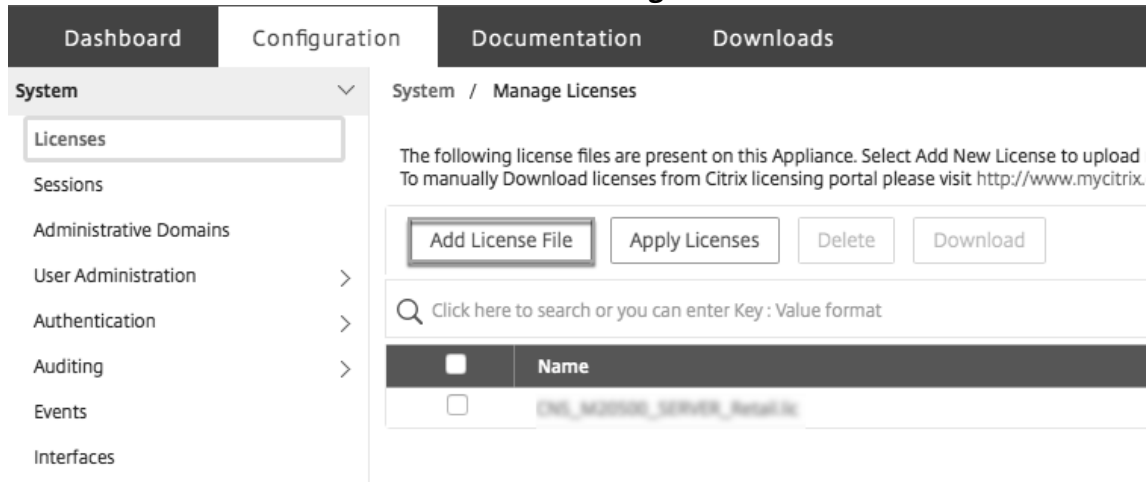 Dashboard
Configuration
Documentation
Downloads
System
System / Manage Licenses
Licenses
The following license files are present on this Appliance. Select Add New License to upload
To manually Download licenses from Citrix licensing portal please visit http://www.mycitrix.
Sessions
Administrative Domains
Add License File
Apply Licenses
Delete
Download
User Administration
Click here to search or you can enter Key : Value format
Authentication
Auditing
Name
Events
Interfaces